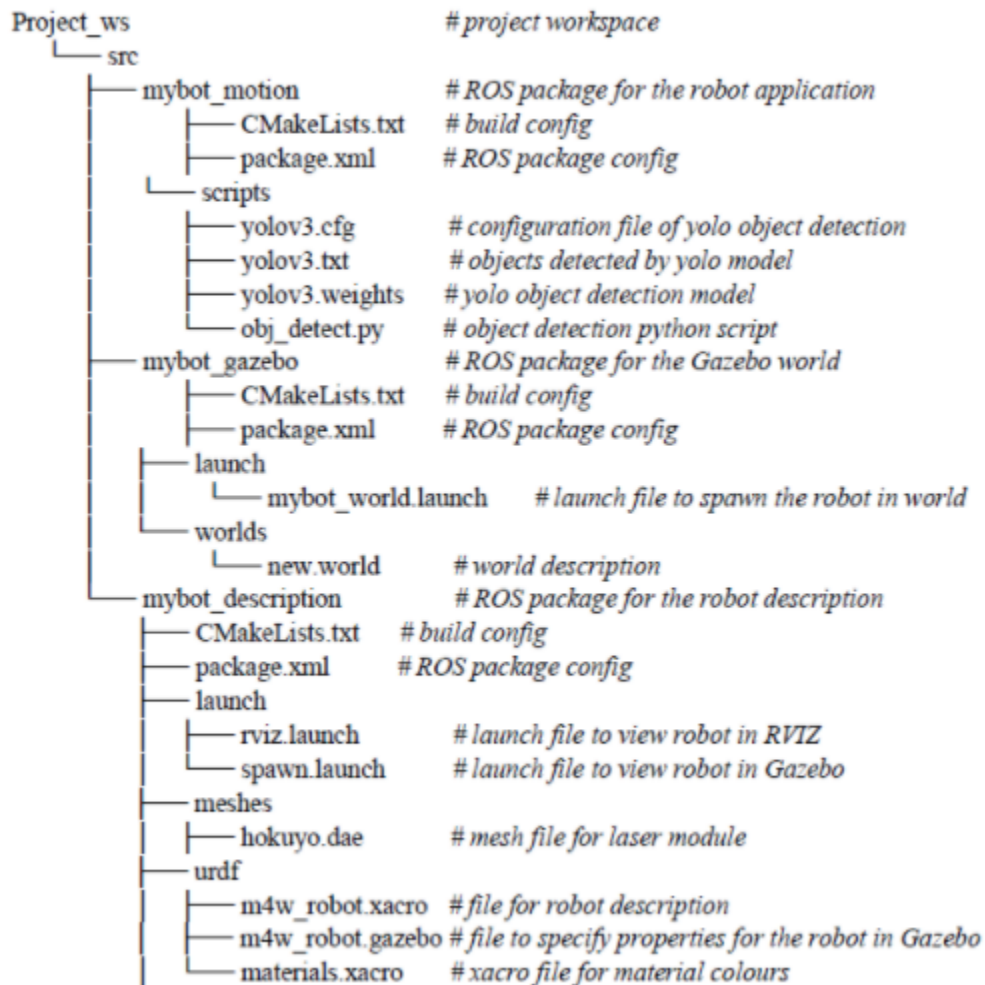 Project_ws # project workspace
src
mybot_motion # ROS package for the robot application
CMakeLists.txt # build config
package.xml # ROS package config
scripts
yolov3.cfg # configuration file of yolo object detection
yolov3.txt # objects detected by yolo model
yolov3.weights # yolo object detection model
obj_detect.py # object detection python script
mybot_gazebo # ROS package for the Gazebo world
CMakeLists.txt # build config
package.xml # ROS package config
launch
mybot_world.launch # launch file to spawn the robot in world
worlds
new.world # world description
mybot_description # ROS package for the robot description
CMakeLists.txt # build config
package.xml # ROS package config
launch
rviz.launch # launch file to view robot in RVIZ
spawn.launch # launch file to view robot in Gazebo
meshes
hokuyo.dae # mesh file for laser module
urdf
m4w_robot.xacro # file for robot description
m4w_robot.gazebo # file to specify properties for the robot in Gazebo
materials.xacro # xacro file for material colours